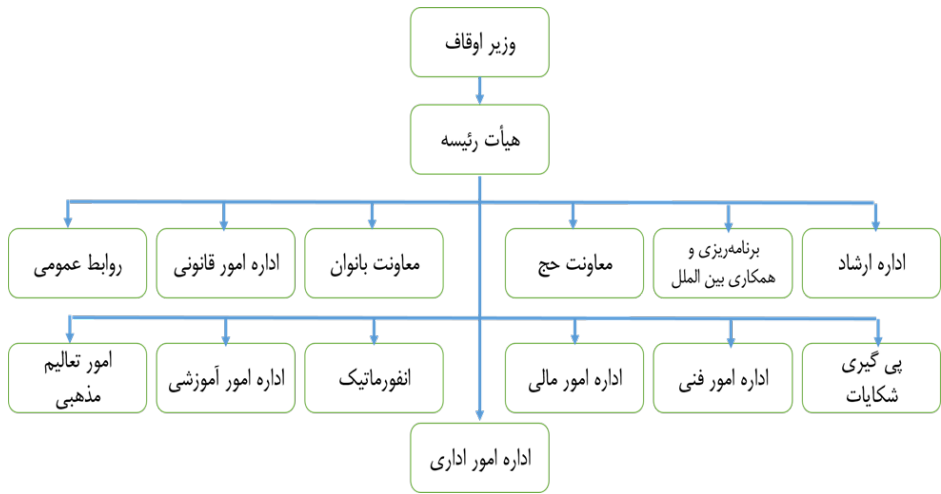 وزیر اوقاف
هیأت رئیسه
اداره ارشاد
برنامه‌ریزی و
همکاری بین الملل
معاونت حج
معاونت بانوان
اداره امور قانونی
روابط عمومی
پی گیری
شکایات
اداره امور فنی
اداره امور مالی
انفورماتیک
اداره امور آموزشی
امور تعالیم
مذهبی
اداره امور اداری